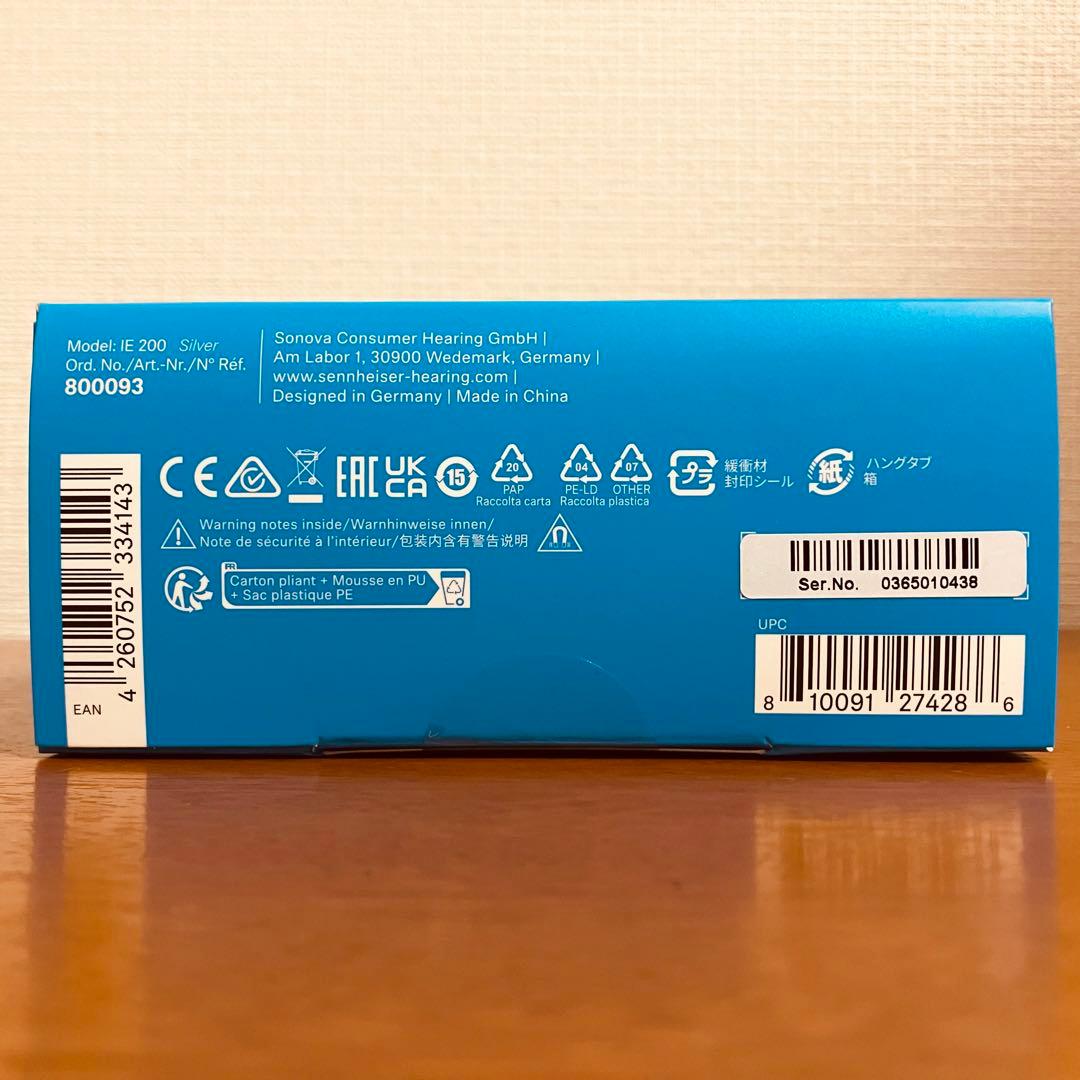 Model: IE 200 Silver
Ord. No./Art.-Nr./N° Réf.
800093
Sonova Consumer Hearing GmbH |
Am Labor 1, 30900 Wedemark, Germany |
www.sennheiser-hearing.com |
Designed in Germany | Made in China
CE
EAC
UK
CA
15
20
PAP
Raccolta carta
04
PE-LD
07
OTHER
Raccolta plastica
プラ
緩衝材
封印シール
紙
ハングタブ
箱
Warning notes inside/Warnhinweise innen/
Note de sécurité à l'intérieur/包装内含有警告说明
FR
Carton pliant + Mousse en PU
+ Sac plastique PE
Ser.No. 0365010438
UPC
8 10091 27428 6
4 260752 334143
EAN